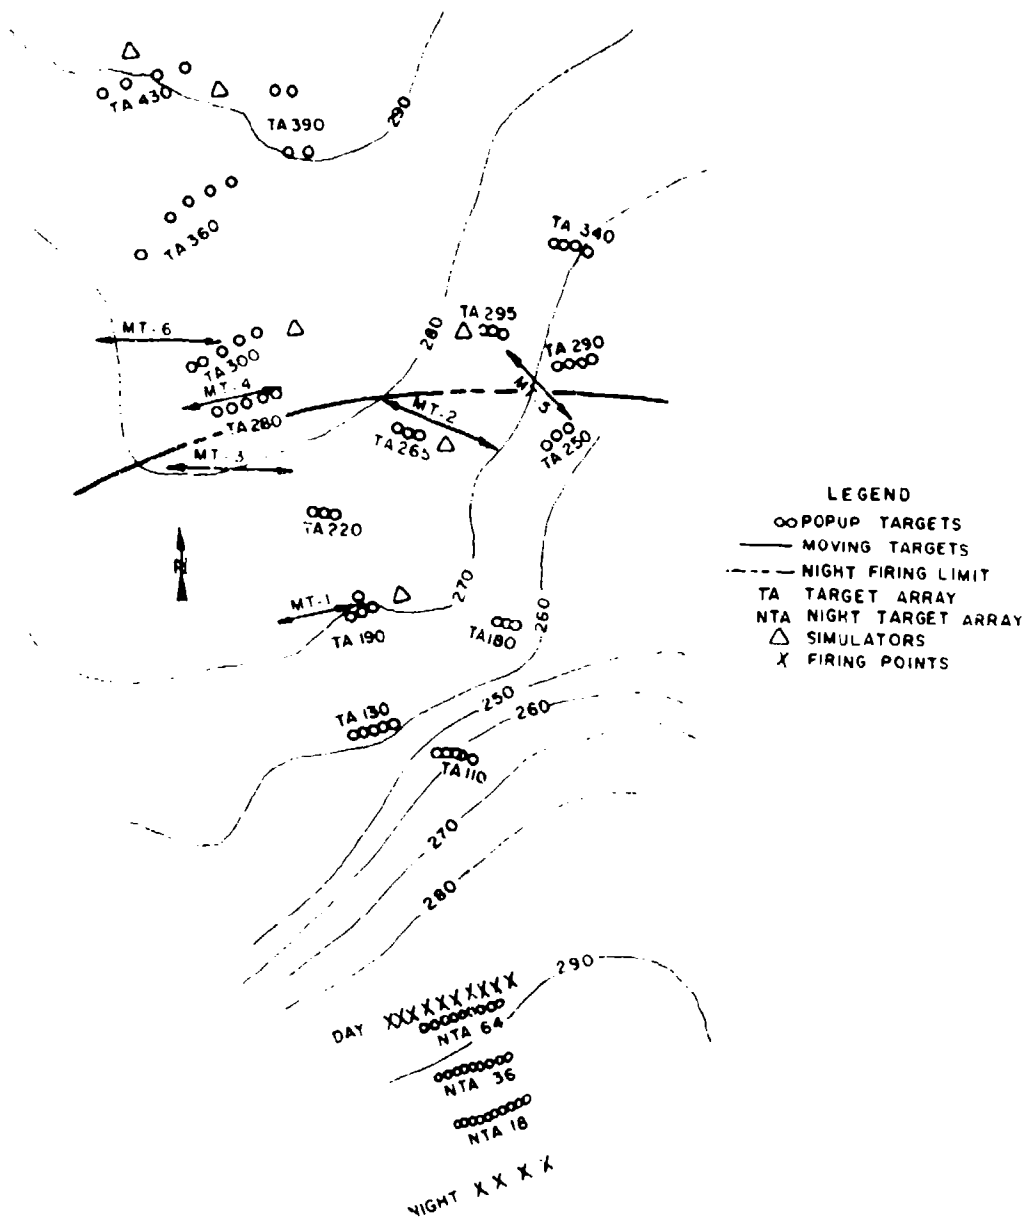 TA 430
TA 390
290
TA 360
TA 340
TA 295
280
MT-6
TA 290
TA 300
MT-4
MT-5
MT-2
TA 280
TA 265
TA 250
MT-3
LEGEND
POPUP TARGETS
MOVING TARGETS
NIGHT FIRING LIMIT
TA TARGET ARRAY
NTA NIGHT TARGET ARRAY
SIMULATORS
X FIRING POINTS
TA 220
N
270
MT-1
260
TA 190
TA 180
250
TA 130
260
TA 110
270
280
290
DAY XXXXXXXXXX
NTA 64
NTA 36
NTA 18
NIGHT X X X X